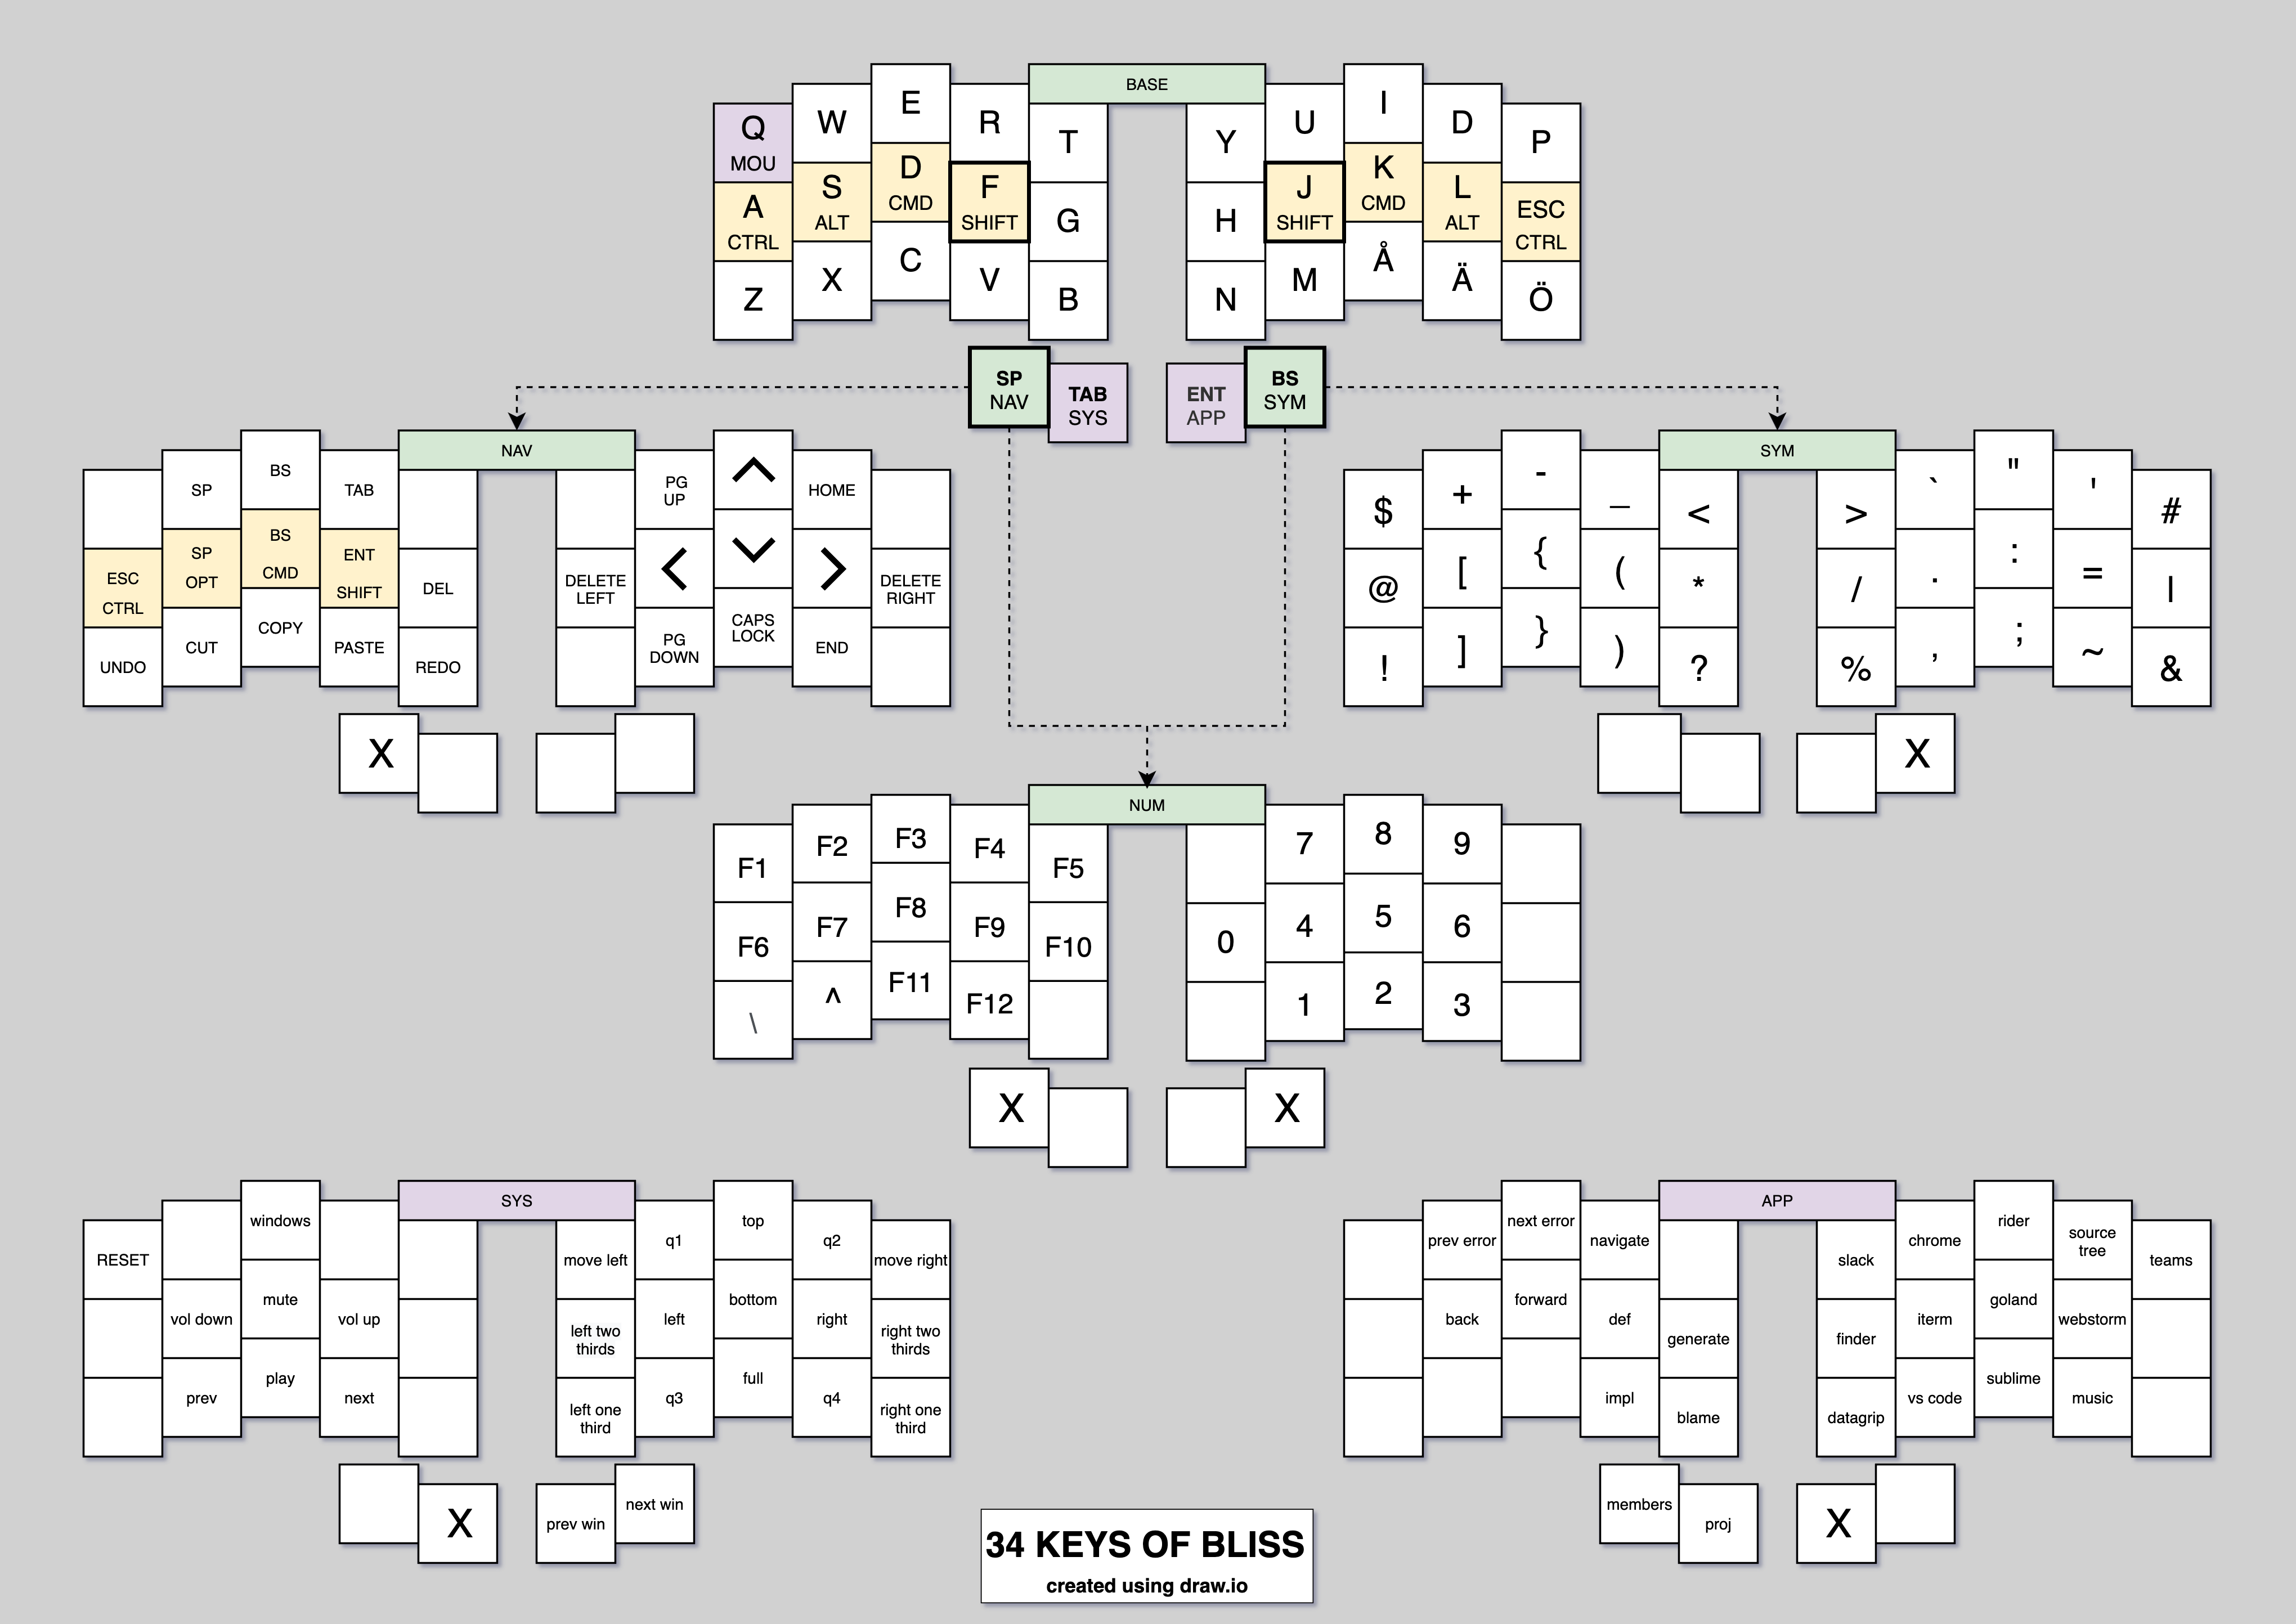 BASE
Q W E R T Y U I D P
MOU
A S D F G H J K L ESC
CTRL ALT CMD SHIFT SHIFT CMD ALT CTRL
Z X C V B N M Å Ä Ö
SP TAB ENT BS
NAV SYS APP SYM
NAV
SP BS TAB PG UP ^ HOME
ESC SP BS ENT DEL DELETE LEFT < ⌄ > DELETE RIGHT
CTRL OPT CMD SHIFT
UNDO CUT COPY PASTE REDO PG DOWN CAPS LOCK END
X
SYM
$ + - _ < > ` " ' #
@ [ { ( * / . : = |
! ] } ) ? % , ; ~ &
X
NUM
F1 F2 F3 F4 F5 7 8 9
F6 F7 F8 F9 F10 0 4 5 6
\ ^ F11 F12 1 2 3
X X
SYS
RESET windows move left q1 top q2 move right
vol down mute vol up left two thirds left bottom right right two thirds
prev play next left one third q3 full q4 right one third
X prev win next win
APP
prev error next error navigate slack chrome rider source tree teams
back forward def generate finder iterm goland webstorm
impl blame datagrip vs code sublime music
members proj X
34 KEYS OF BLISS
created using draw.io